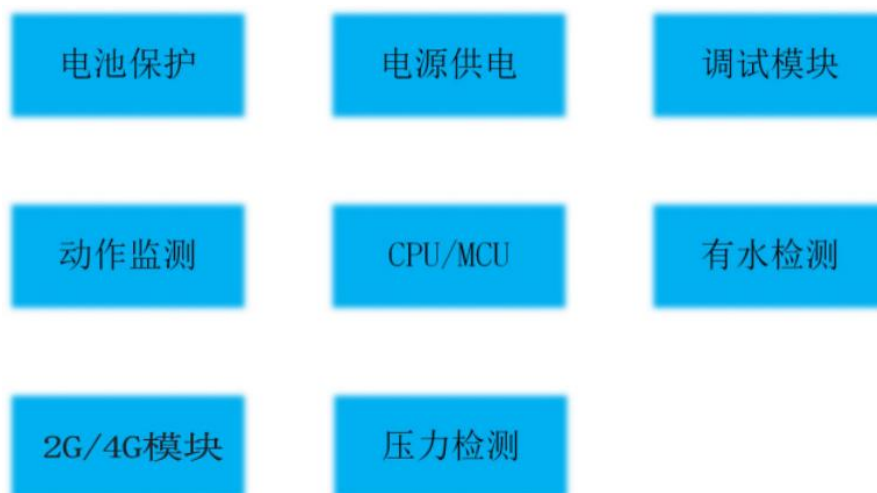 电池保护
电源供电
调试模块
动作监测
CPU/MCU
有水检测
2G/4G模块
压力检测